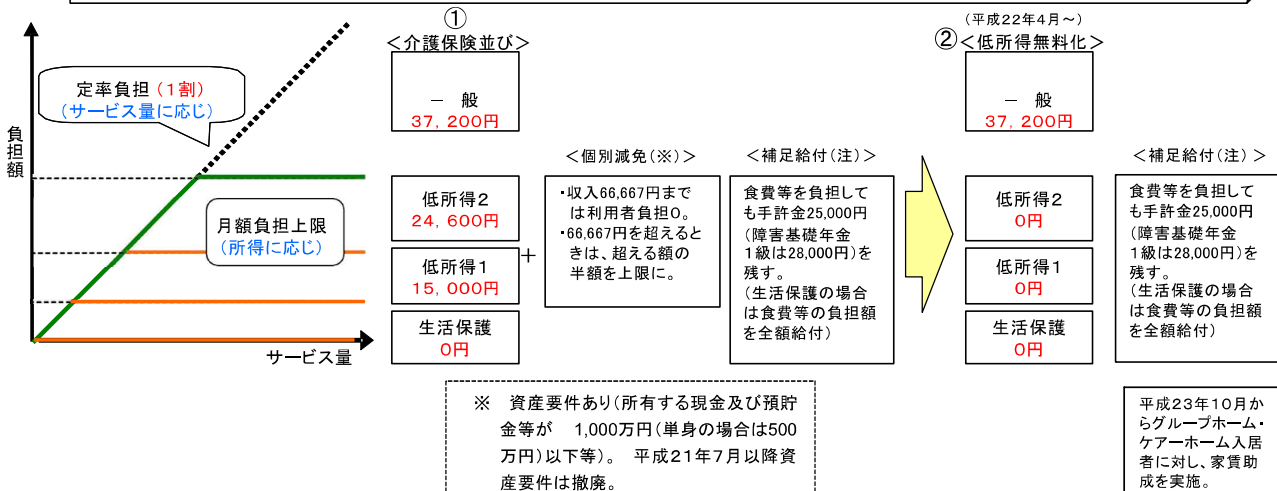 ①
<介護保険並び>
一 般
37,200円
(平成22年4月～)
②<低所得無料化>
一 般
37,200円
定率負担(1割)
(サービス量に応じ)
負担額
月額負担上限
(所得に応じ)
サービス量
低所得2
24,600円
低所得1
15,000円
生活保護
0円
+
<個別減免(※)>
・収入66,667円まで
は利用者負担0。
・66,667円を超えると
きは、超える額の
半額を上限に。
<補足給付(注)>
食費等を負担して
も手許金25,000円
(障害基礎年金
1級は28,000円)を
残す。
(生活保護の場合
は食費等の負担額
を全額給付)
低所得2
0円
低所得1
0円
生活保護
0円
<補足給付(注)>
食費等を負担して
も手許金25,000円
(障害基礎年金
1級は28,000円)を
残す。
(生活保護の場合
は食費等の負担額
を全額給付)
※ 資産要件あり(所有する現金及び預貯
金等が 1,000万円(単身の場合は500
万円)以下等)。 平成21年7月以降資
産要件は撤廃。
平成23年10月か
らグループホーム・
ケアーホーム入居
者に対し、家賃助
成を実施。